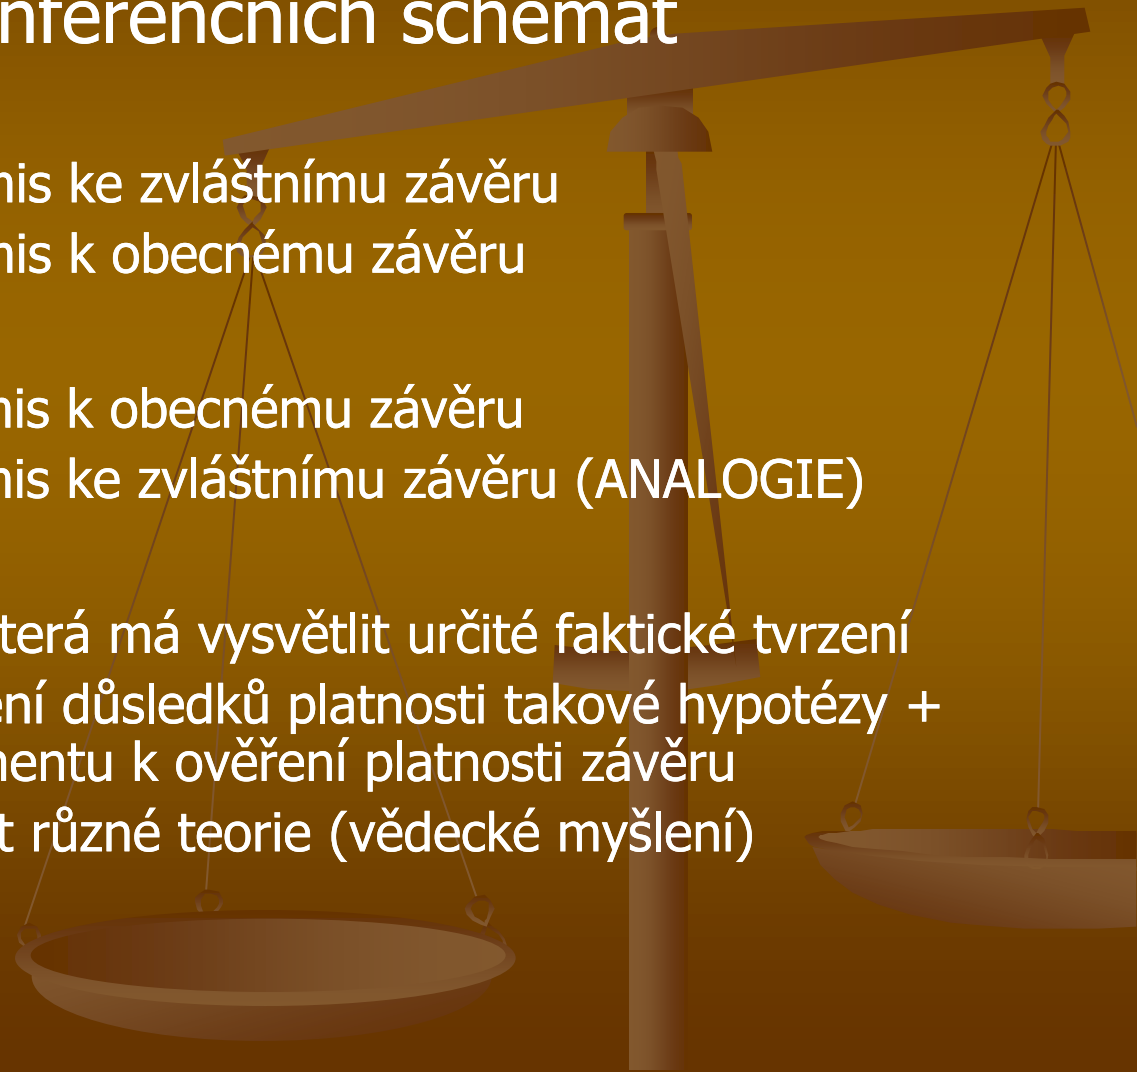 nferenčních schémat
nis ke zvláštnímu závěru
nis k obecnému závěru
nis k obecnému závěru
nis ke zvláštnímu závěru (ANALOGIE)
terá má vysvětlit určité faktické tvrzení
ení důsledků platnosti takové hypotézy +
mentu k ověření platnosti závěru
t různé teorie (vědecké myšlení)